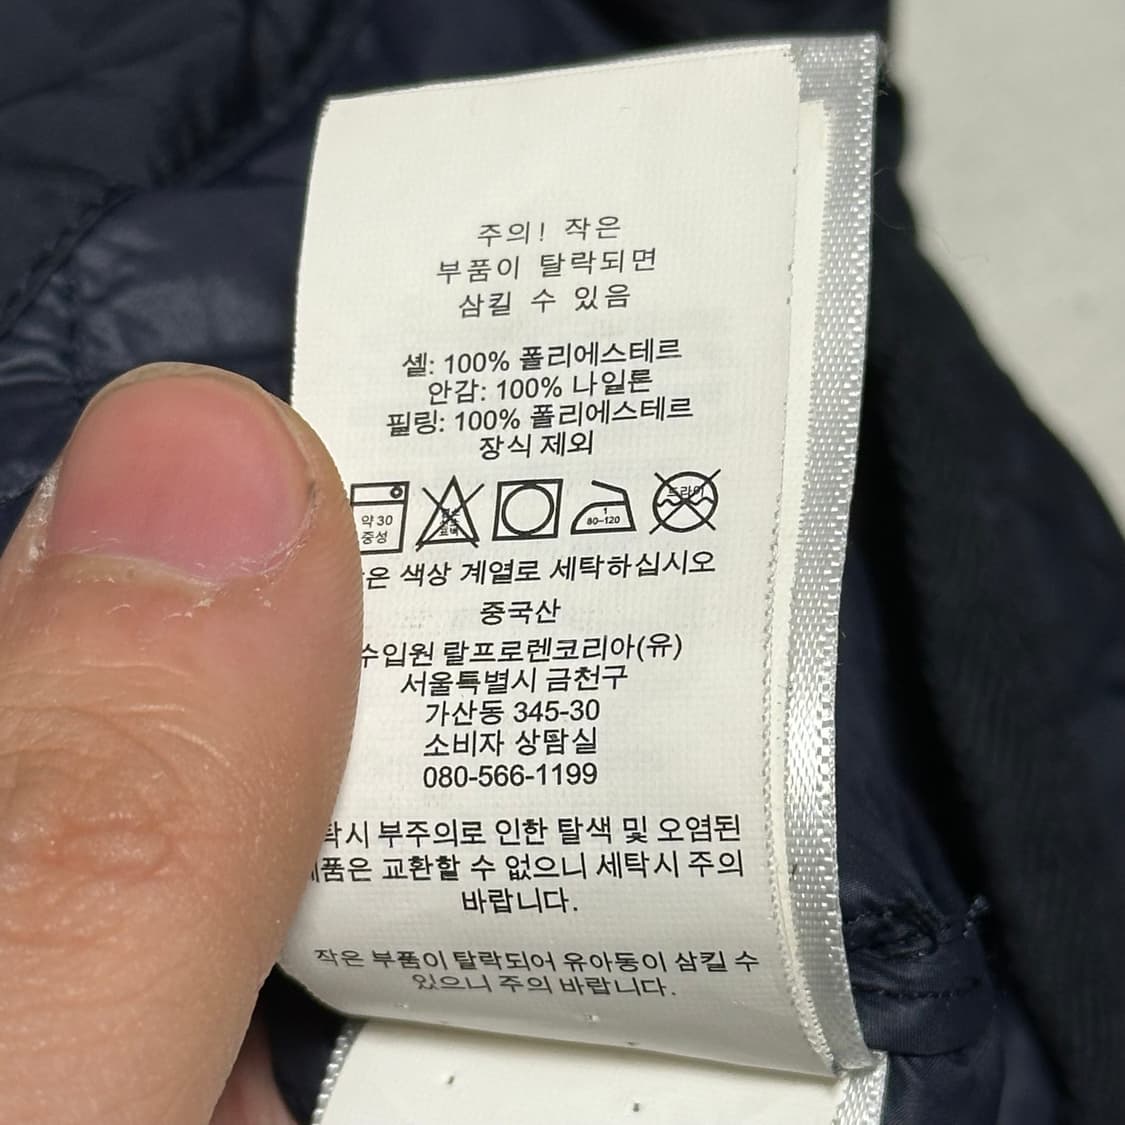 주의! 작은
부품이 탈락되면
삼킬 수 있음
셸: 100% 폴리에스테르
안감: 100% 나일론
필링: 100% 폴리에스테르
장식 제외
약 30
중성
드라이
1
80-120
은 색상 계열로 세탁하십시오
중국산
수입원 랄프로렌코리아(유)
서울특별시 금천구
가산동 345-30
소비자 상탐실
080-566-1199
탁시 부주의로 인한 탈색 및 오염된
품은 교환할 수 없으니 세탁시 주의
바랍니다.
작은 부품이 탈락되어 유아동이 삼킬 수
있으니 주의 바랍니다.